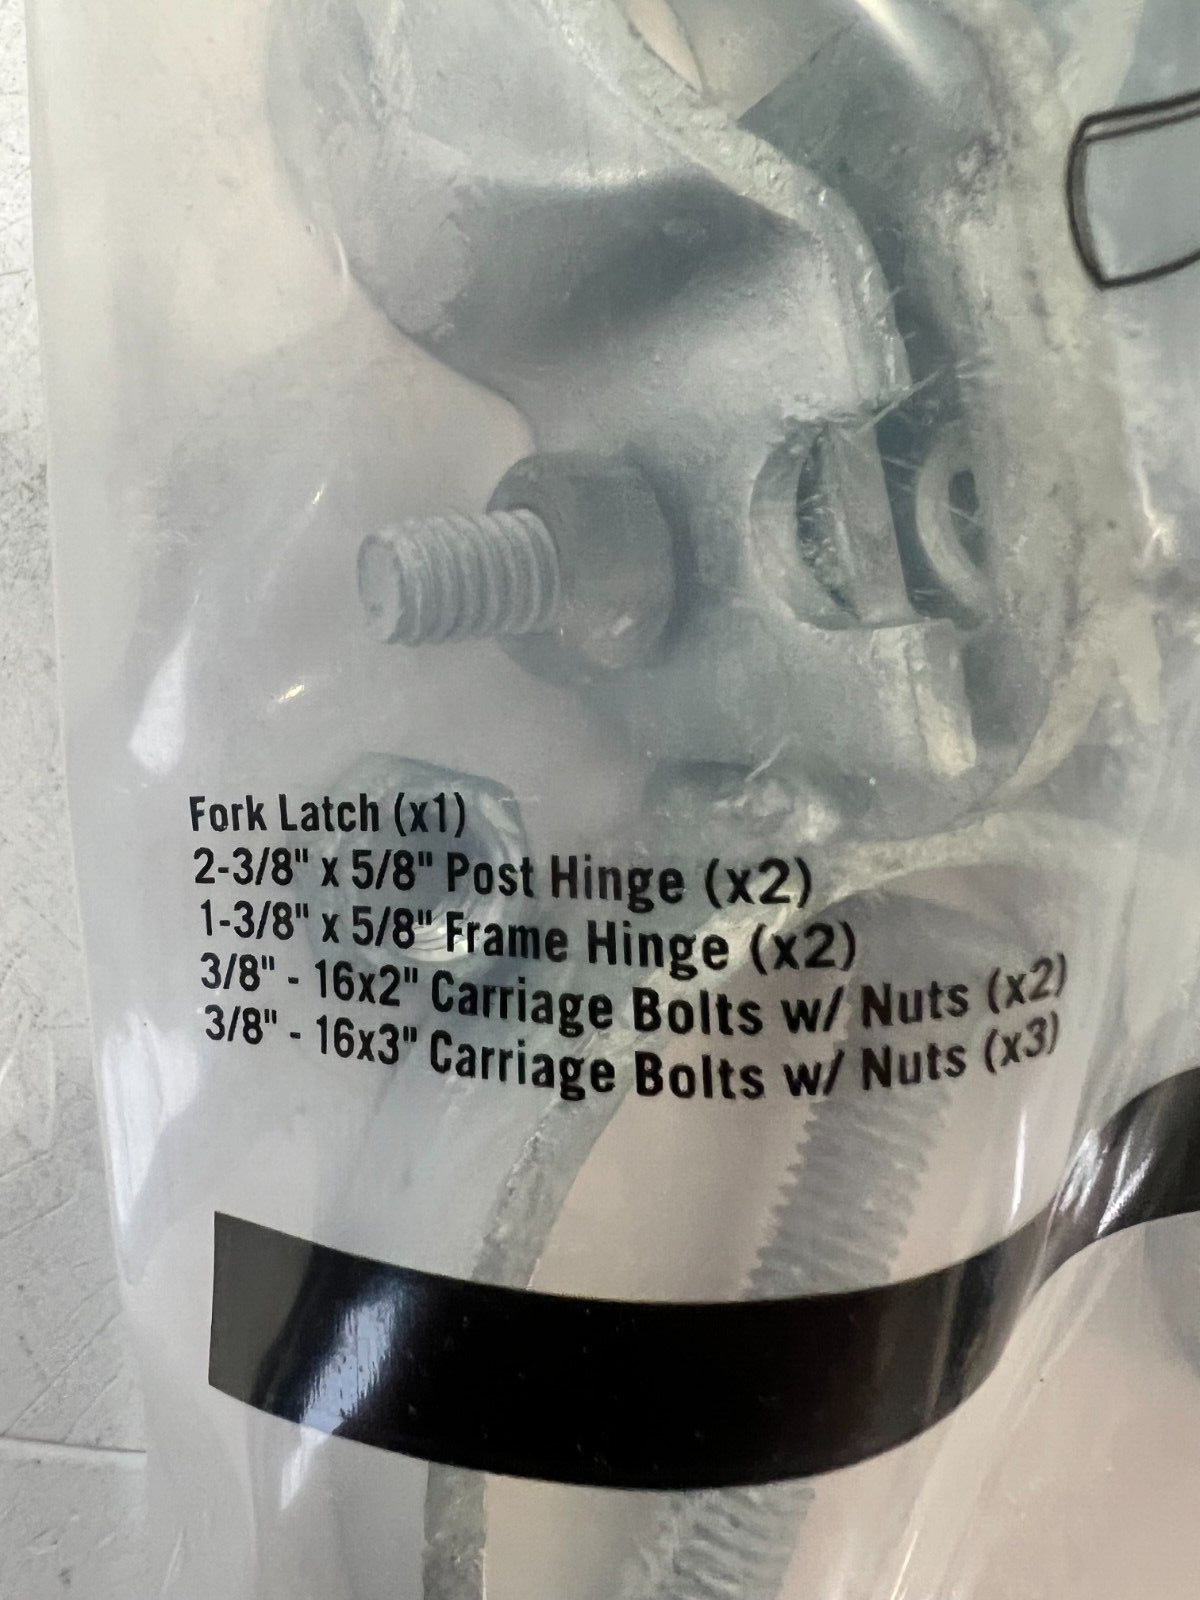 Fork Latch (x1)
2-3/8" x 5/8" Post Hinge (x2)
1-3/8" x 5/8" Frame Hinge (x2)
3/8" - 16x2" Carriage Bolts w/ Nuts (x2)
3/8" - 16x3" Carriage Bolts w/ Nuts (x3)